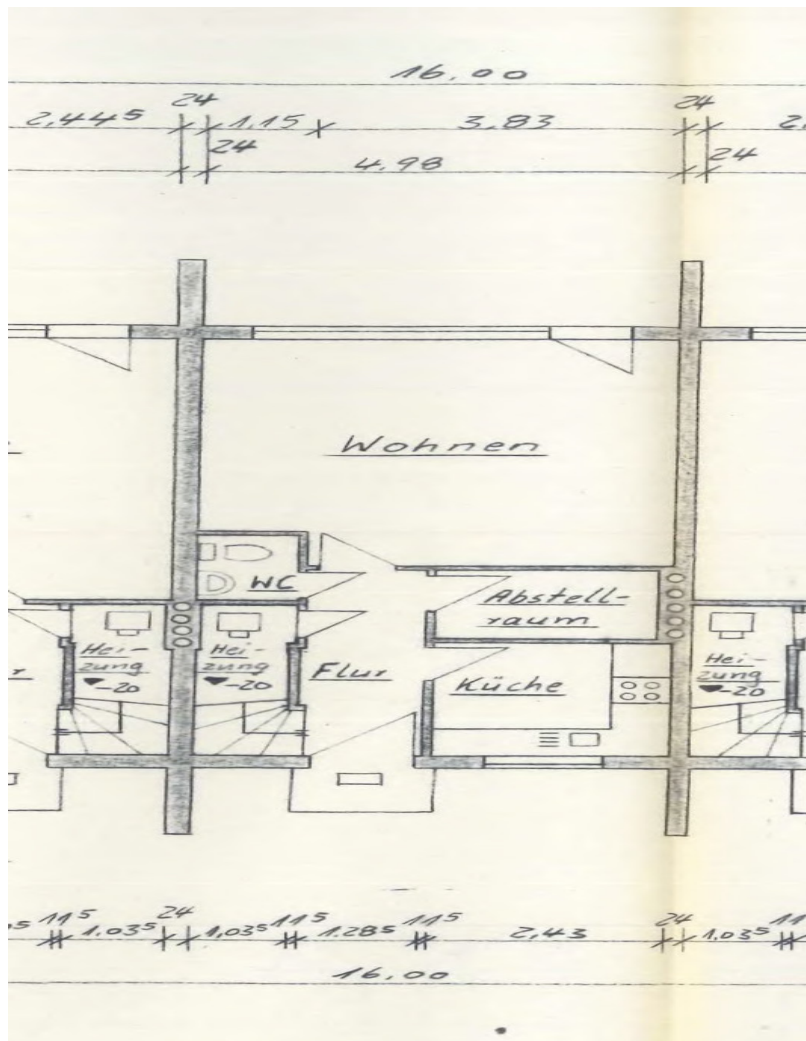 16.00
24 24
2,44⁵ 1,15 3,83 2,
24 24
4.98
Wohnen
WC
Abstell-
raum
Hei-
zung
-20
Hei-
zung
-20
Flur
Küche
Hei-
zung
-20
11⁵ 24 11⁵ 11⁵ 24 11
1.03⁵ 1,03⁵ 1.28⁵ 2,43 1,03⁵
16.00